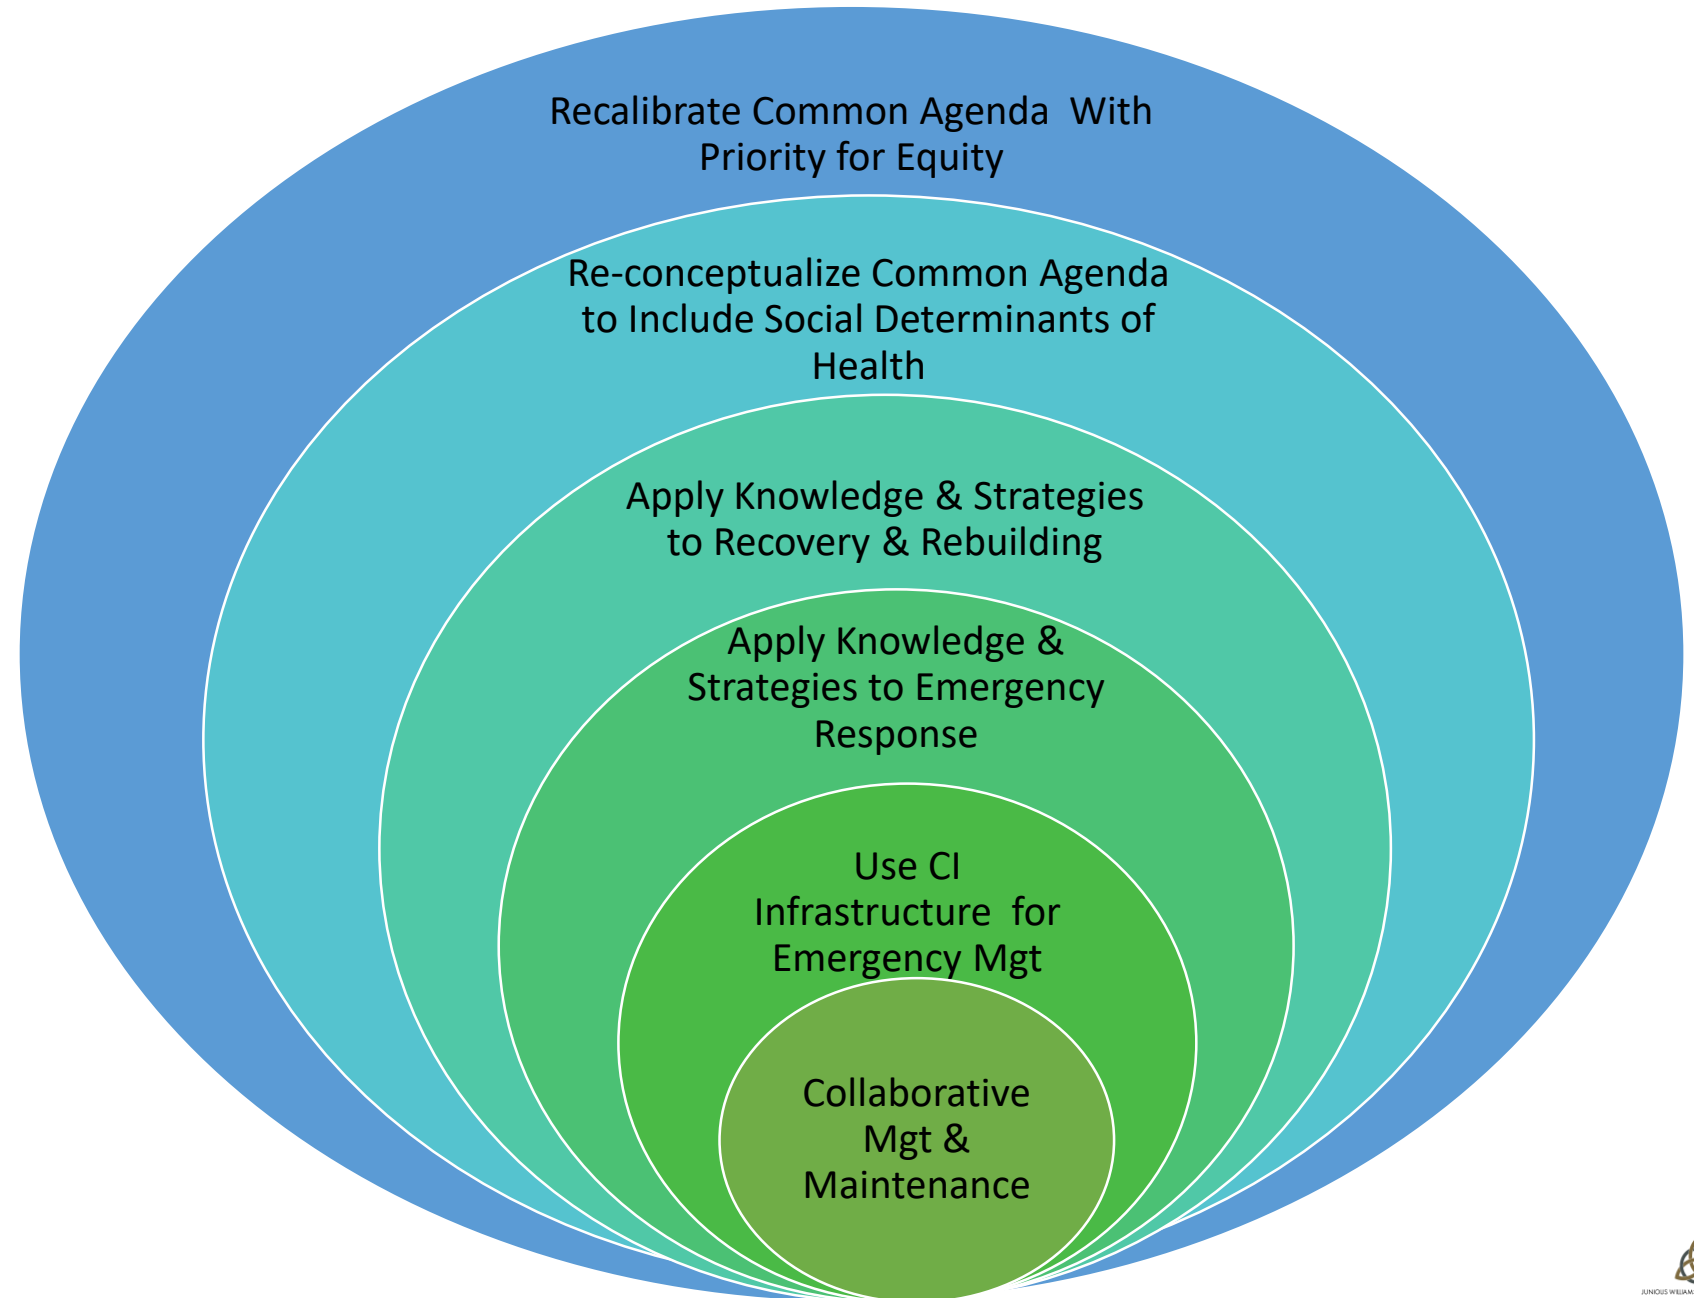 Recalibrate Common Agenda  With
Priority for Equity
Re-conceptualize Common Agenda
to Include Social Determinants of
Health
Apply Knowledge & Strategies
to Recovery & Rebuilding
Apply Knowledge &
Strategies to Emergency
Response
Use CI
Infrastructure  for
Emergency Mgt
Collaborative
Mgt &
Maintenance
JUNIOUS